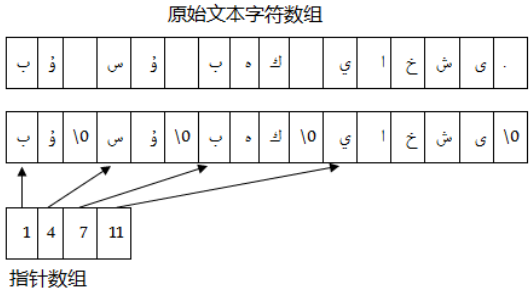 原始文本字符数组
ب ۇ س ۇ ب ە ك ي ا خ ش ى .
ب ۇ \0 س ۇ \0 ب ە ك \0 ي ا خ ش ى \0
1 4 7 11
指针数组